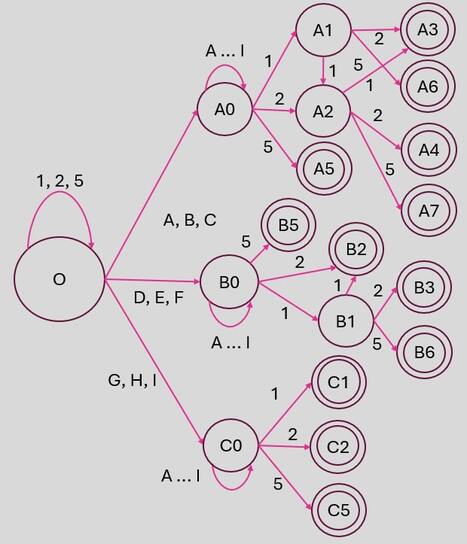 A1
2
A3
A ... I
1
5
1
1
A6
A0
2
A2
2
A4
5
5
A5
1, 2, 5
A7
A, B, C
B5
5
B2
2
O
B0
1
2
B3
D, E, F
1
B1
A ... I
5
B6
G, H, I
1
C1
2
C0
C2
A ... I
5
C5